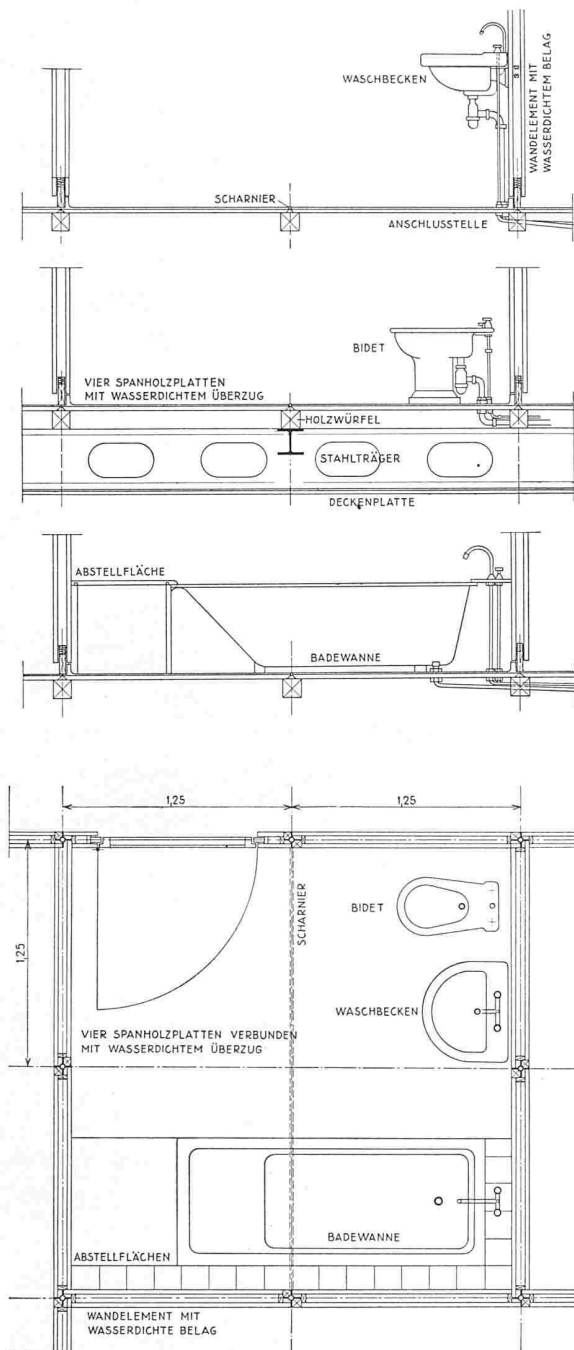 WASCHBECKEN
WANDELEMENT MIT
WASSERDICHTEM BELAG
SCHARNIER
ANSCHLUSSTELLE
BIDET
VIER SPANHOLZPLATTEN
MIT WASSERDICHTEM ÜBERZUG
HOLZWÜRFEL
STAHLTRÄGER
DECKENPLATTE
ABSTELLFLÄCHE
BADEWANNE
1,25
1,25
1,25
SCHARNIER
BIDET
WASCHBECKEN
VIER SPANHOLZPLATTEN VERBUNDEN
MIT WASSERDICHTEM ÜBERZUG
ABSTELLFLÄCHEN
BADEWANNE
WANDELEMENT MIT
WASSERDICHTE BELAG